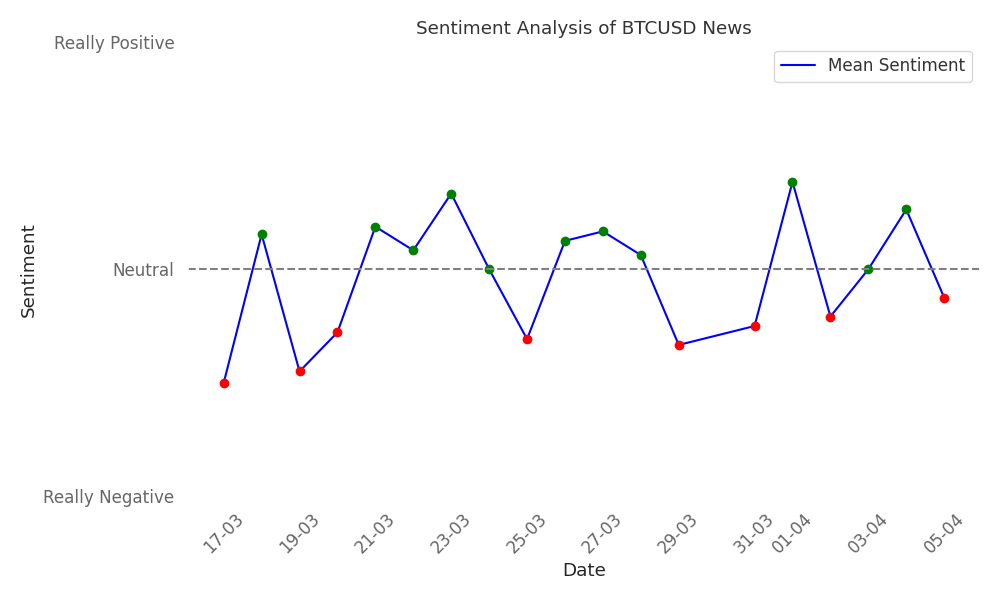 Sentiment Analysis of BTCUSD News
Really Positive
Mean Sentiment
Sentiment
Neutral
Really Negative
17-03 19-03 21-03 23-03 25-03 27-03 29-03 31-03 01-04 03-04 05-04
Date